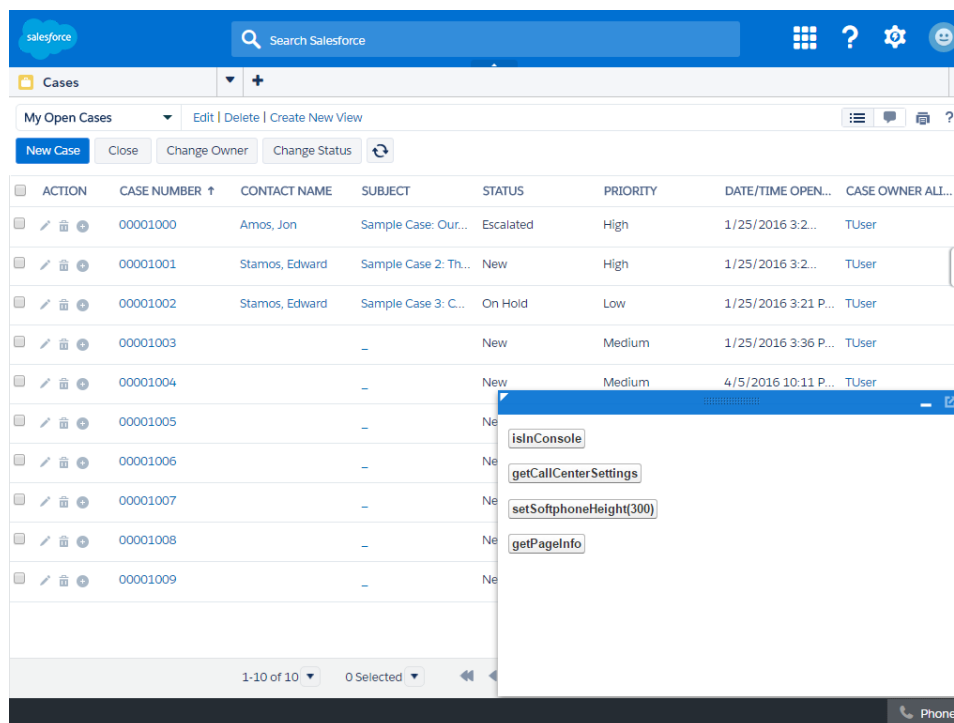 salesforce
Search Salesforce
?
Cases
My Open Cases Edit | Delete | Create New View ?
New Case Close Change Owner Change Status
ACTION CASE NUMBER ↑ CONTACT NAME SUBJECT STATUS PRIORITY DATE/TIME OPEN... CASE OWNER ALI...
00001000 Amos, Jon Sample Case: Our... Escalated High 1/25/2016 3:2... TUser
00001001 Stamos, Edward Sample Case 2: Th... New High 1/25/2016 3:2... TUser
00001002 Stamos, Edward Sample Case 3: C... On Hold Low 1/25/2016 3:21 P... TUser
00001003 _ New Medium 1/25/2016 3:36 P... TUser
00001004 _ New Medium 4/5/2016 10:11 P... TUser
00001005 _ Ne
00001006 _ Ne
00001007 _ Ne
00001008 _ Ne
00001009 _ Ne
isInConsole
getCallCenterSettings
setSoftphoneHeight(300)
getPageInfo
1-10 of 10 0 Selected
Phone